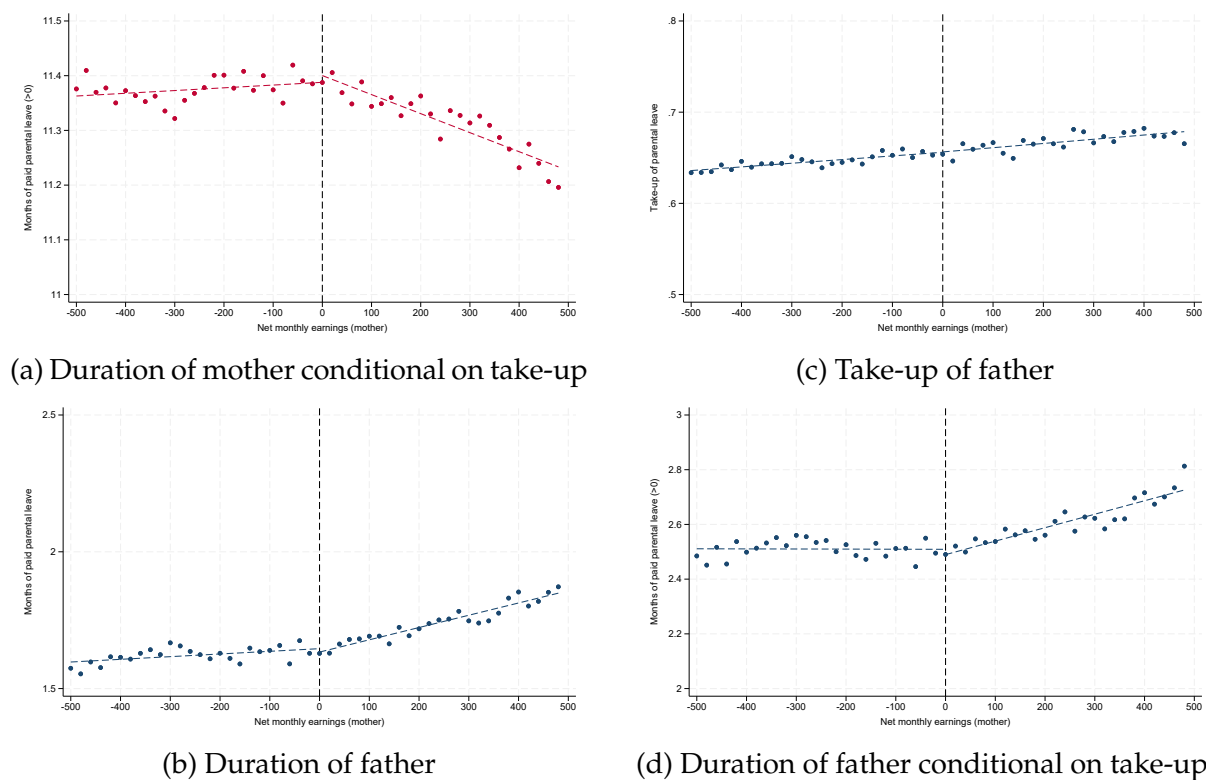 11.5
11.4
11.3
11.2
11.1
11
Months of paid parental leave (>0)
-500 -400 -300 -200 -100 0 100 200 300 400 500
Net monthly earnings (mother)
(a) Duration of mother conditional on take-up
.8
.7
.6
.5
Take-up of parental leave
-500 -400 -300 -200 -100 0 100 200 300 400 500
Net monthly earnings (mother)
(c) Take-up of father
2.5
2
1.5
Months of paid parental leave
-500 -400 -300 -200 -100 0 100 200 300 400 500
Net monthly earnings (mother)
(b) Duration of father
3
2.8
2.6
2.4
2.2
2
Months of paid parental leave (>0)
-500 -400 -300 -200 -100 0 100 200 300 400 500
Net monthly earnings (mother)
(d) Duration of father conditional on take-up